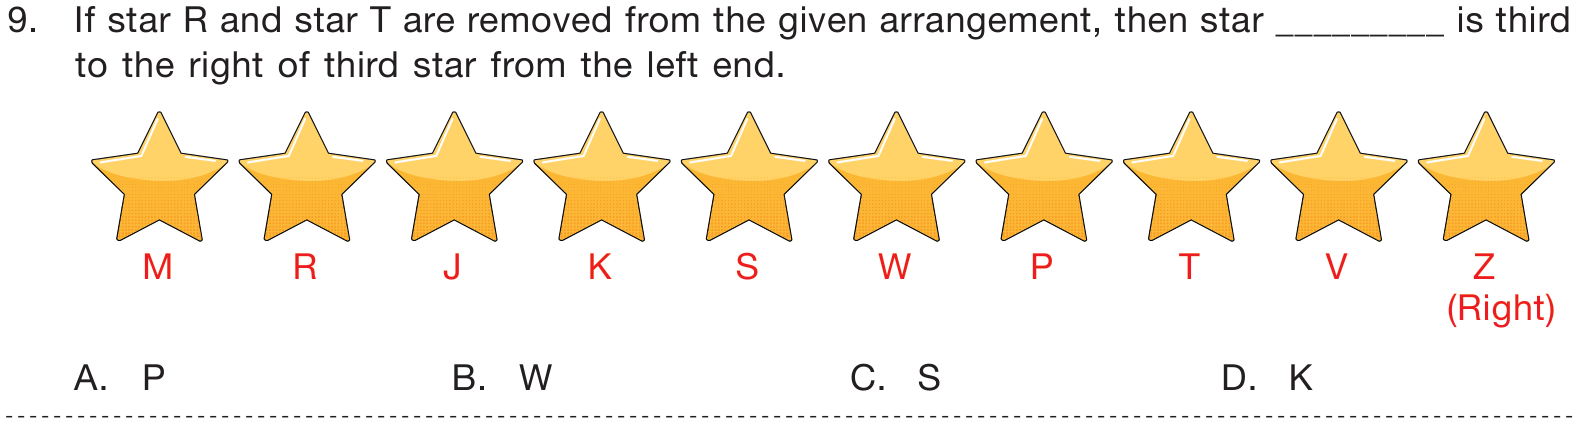 9. If star R and star T are removed from the given arrangement, then star _________ is third
to the right of third star from the left end.
M R J K S W P T V Z
(Right)
A. P B. W C. S D. K